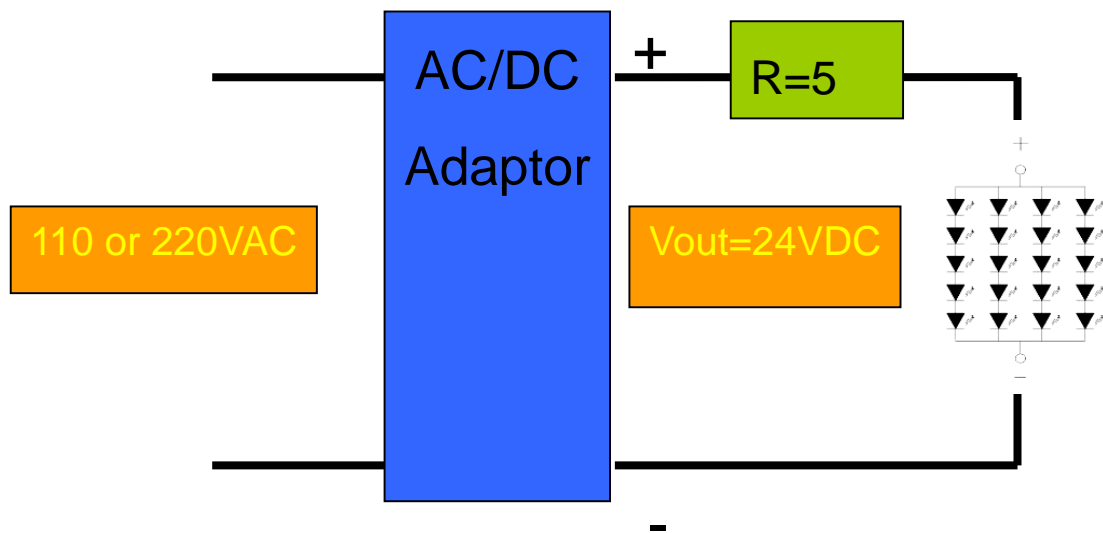 AC/DC
Adaptor
+
R=5
+
110 or 220VAC
Vout=24VDC
−
-